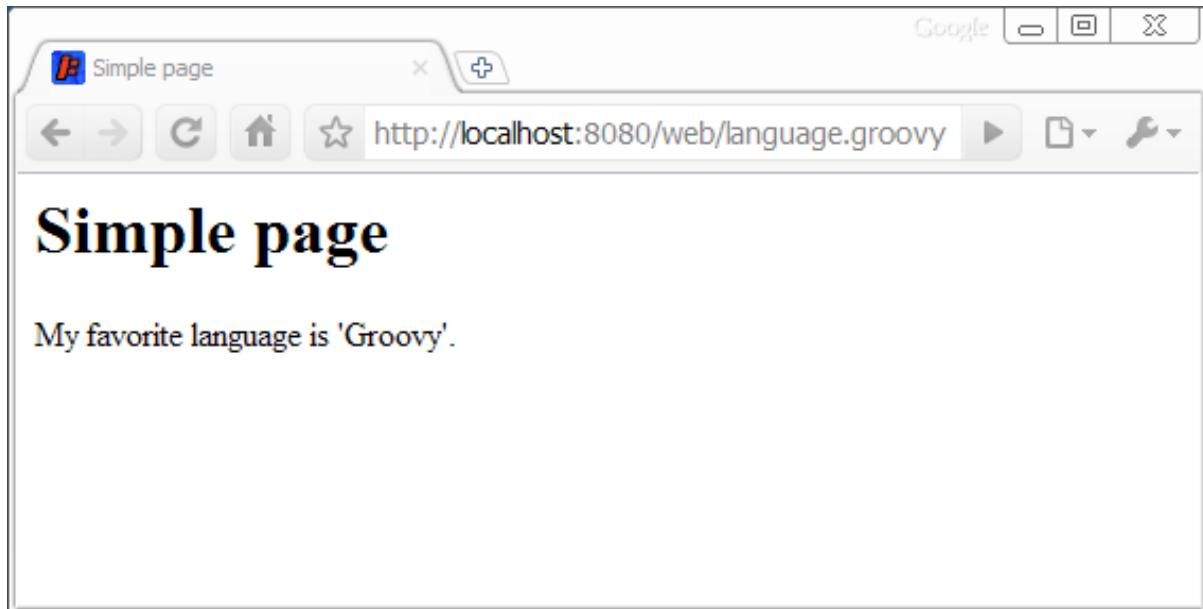 Google
Simple page
http://localhost:8080/web/language.groovy
Simple page
My favorite language is 'Groovy'.